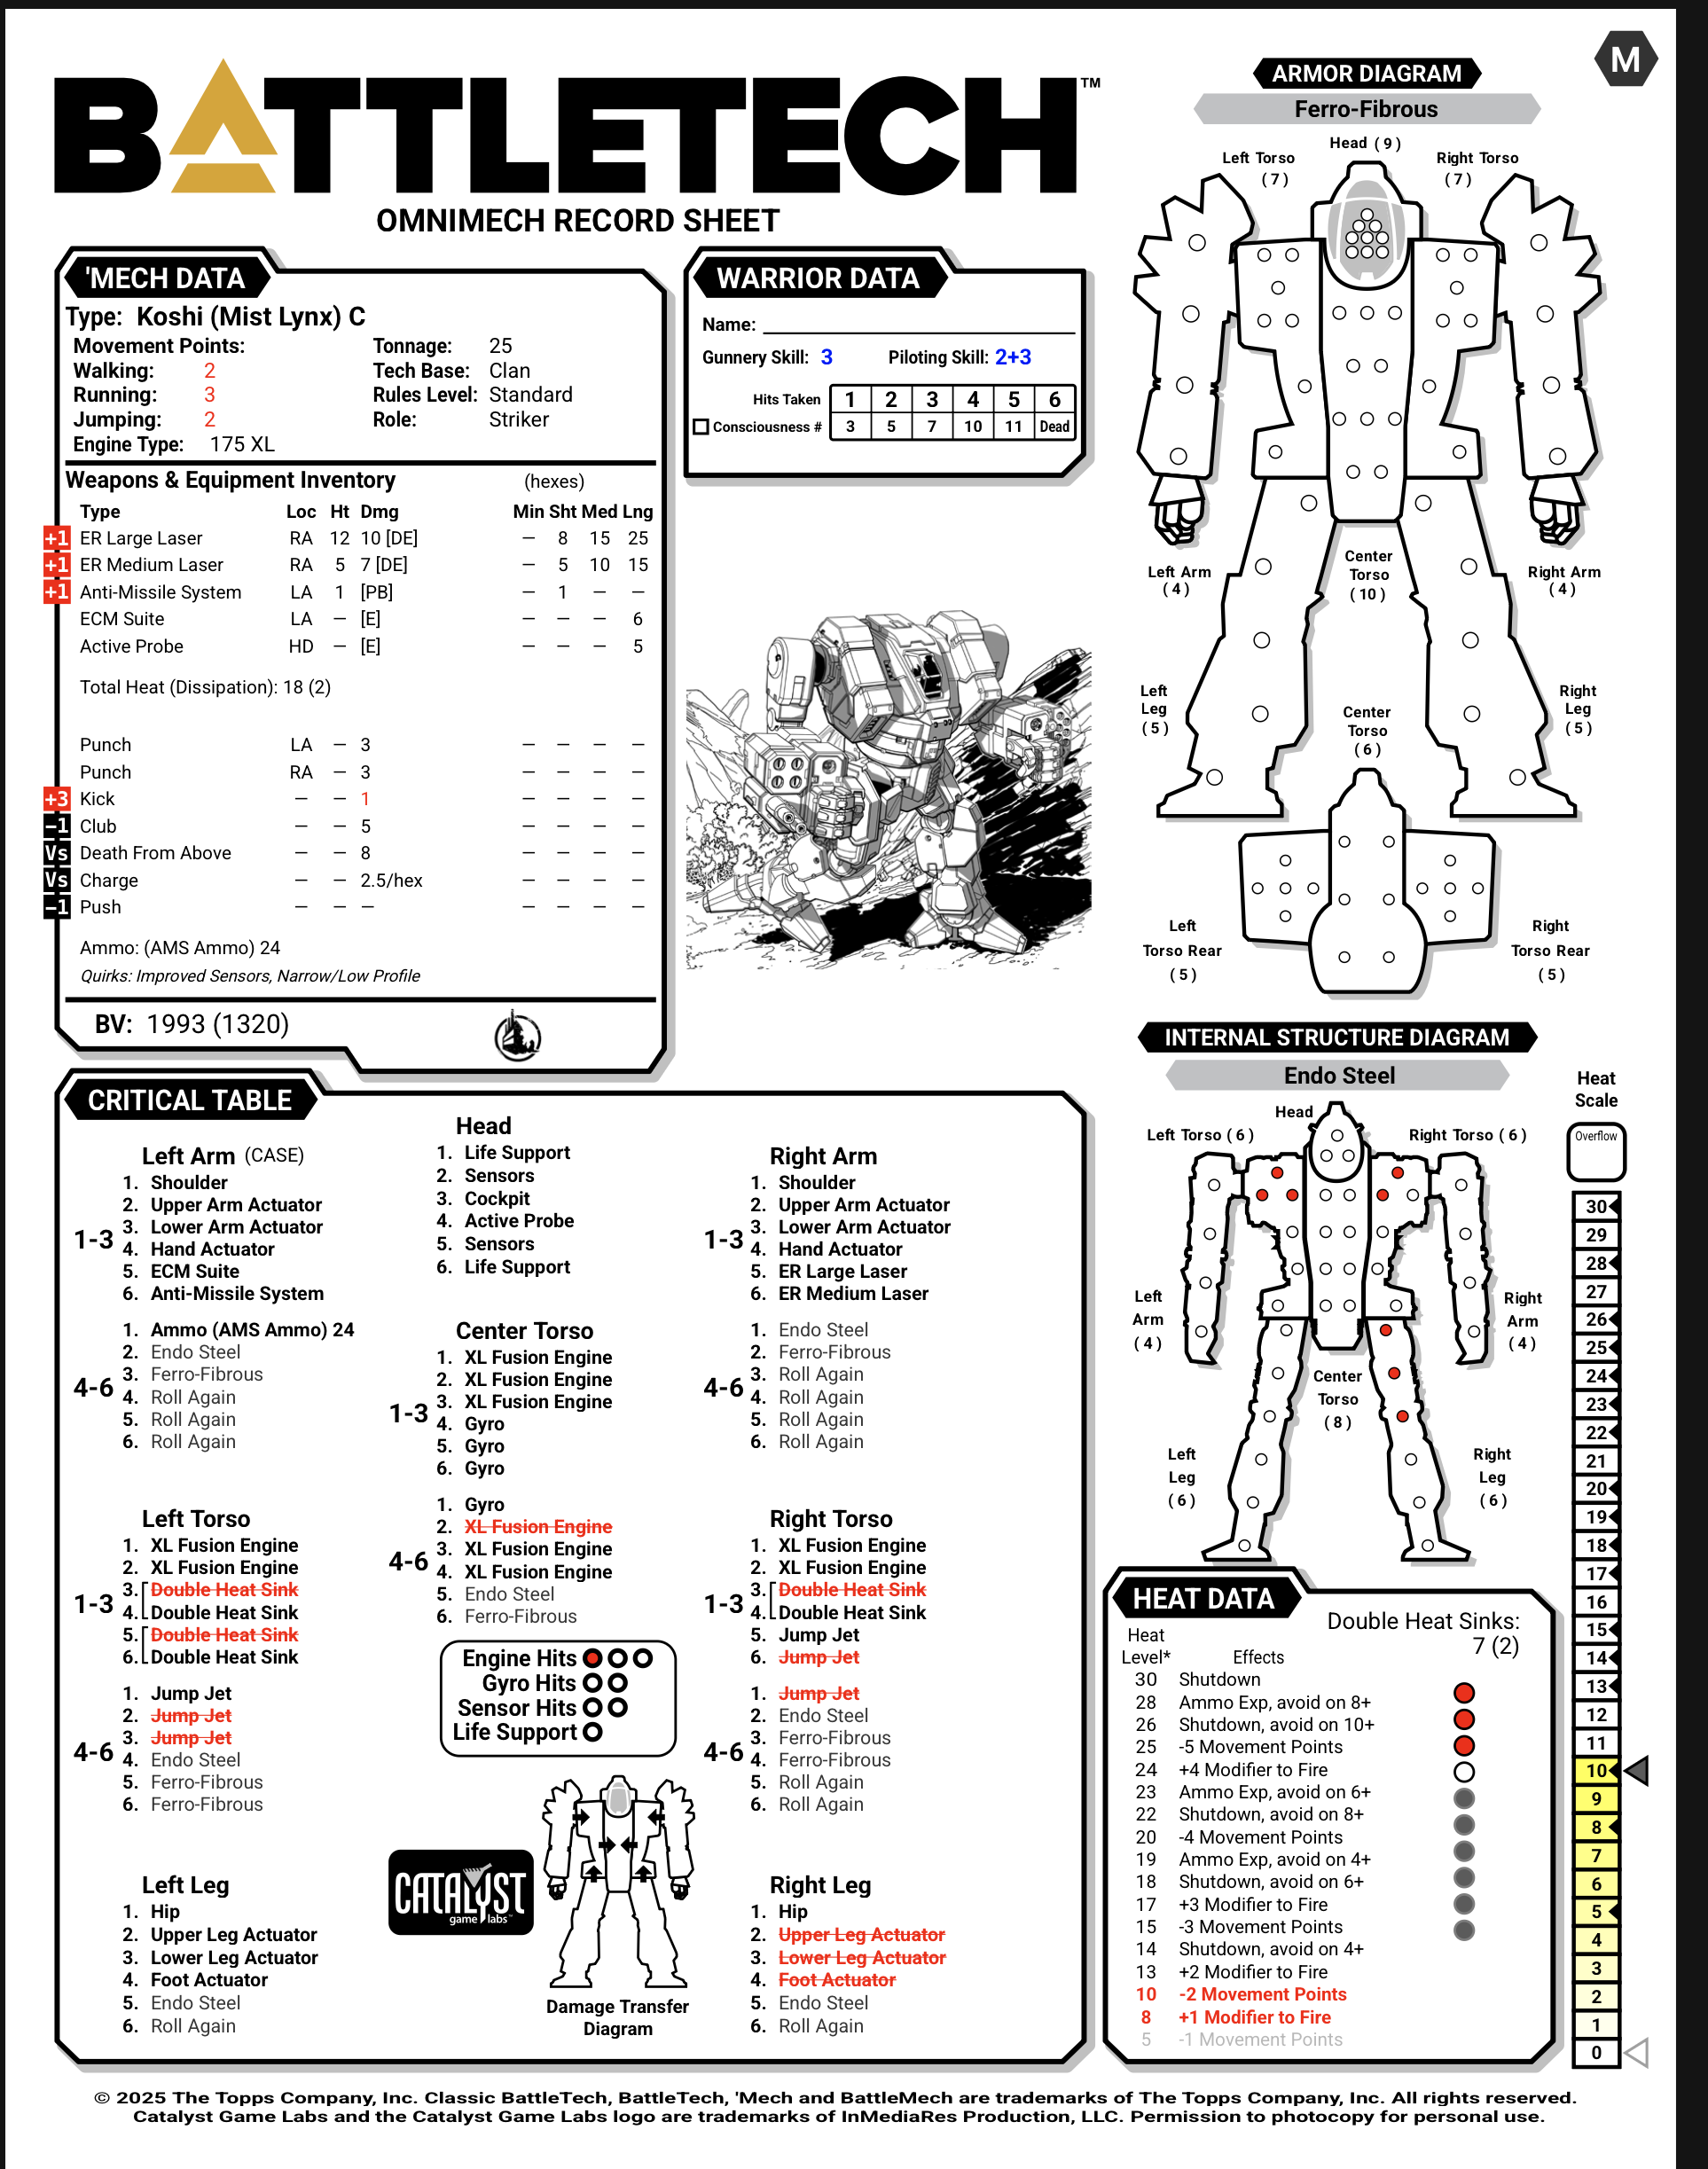 M
BATTLETECH™
OMNIMECH RECORD SHEET
'MECH DATA
Type: Koshi (Mist Lynx) C
Movement Points:
Walking: 2
Running: 3
Jumping: 2
Engine Type: 175 XL
Tonnage: 25
Tech Base: Clan
Rules Level: Standard
Role: Striker
Weapons & Equipment Inventory (hexes)
Type Loc Ht Dmg Min Sht Med Lng
+1 ER Large Laser RA 12 10 [DE] – 8 15 25
+1 ER Medium Laser RA 5 7 [DE] – 5 10 15
+1 Anti-Missile System LA 1 [PB] – 1 – –
ECM Suite LA – [E] – – – 6
Active Probe HD – [E] – – – 5
Total Heat (Dissipation): 18 (2)
Punch LA – 3 – – – –
Punch RA – 3 – – – –
+3 Kick – – 1 – – – –
–1 Club – – 5 – – – –
Vs Death From Above – – 8 – – – –
Vs Charge – – 2.5/hex – – – –
–1 Push – – – – – – –
Ammo: (AMS Ammo) 24
Quirks: Improved Sensors, Narrow/Low Profile
BV: 1993 (1320)
WARRIOR DATA
Name:
Gunnery Skill: 3 Piloting Skill: 2+3
Hits Taken 1 2 3 4 5 6
Consciousness # 3 5 7 10 11 Dead
ARMOR DIAGRAM
Ferro-Fibrous
Head ( 9 )
Left Torso
( 7 )
Right Torso
( 7 )
Left Arm
( 4 )
Center
Torso
( 10 )
Right Arm
( 4 )
Left
Leg
( 5 )
Center
Torso
( 6 )
Right
Leg
( 5 )
Left
Torso Rear
( 5 )
Right
Torso Rear
( 5 )
CRITICAL TABLE
Left Arm (CASE)
1-3
1. Shoulder
2. Upper Arm Actuator
3. Lower Arm Actuator
4. Hand Actuator
5. ECM Suite
6. Anti-Missile System
4-6
1. Ammo (AMS Ammo) 24
2. Endo Steel
3. Ferro-Fibrous
4. Roll Again
5. Roll Again
6. Roll Again
Left Torso
1-3
1. XL Fusion Engine
2. XL Fusion Engine
3. Double Heat Sink
4. Double Heat Sink
5. Double Heat Sink
6. Double Heat Sink
4-6
1. Jump Jet
2. Jump Jet
3. Jump Jet
4. Endo Steel
5. Ferro-Fibrous
6. Ferro-Fibrous
Left Leg
1. Hip
2. Upper Leg Actuator
3. Lower Leg Actuator
4. Foot Actuator
5. Endo Steel
6. Roll Again
Head
1. Life Support
2. Sensors
3. Cockpit
4. Active Probe
5. Sensors
6. Life Support
Center Torso
1-3
1. XL Fusion Engine
2. XL Fusion Engine
3. XL Fusion Engine
4. Gyro
5. Gyro
6. Gyro
4-6
1. Gyro
2. XL Fusion Engine
3. XL Fusion Engine
4. XL Fusion Engine
5. Endo Steel
6. Ferro-Fibrous
Engine Hits
Gyro Hits
Sensor Hits
Life Support
CATALYST
game labs
Damage Transfer
Diagram
Right Arm
1-3
1. Shoulder
2. Upper Arm Actuator
3. Lower Arm Actuator
4. Hand Actuator
5. ER Large Laser
6. ER Medium Laser
4-6
1. Endo Steel
2. Ferro-Fibrous
3. Roll Again
4. Roll Again
5. Roll Again
6. Roll Again
Right Torso
1-3
1. XL Fusion Engine
2. XL Fusion Engine
3. Double Heat Sink
4. Double Heat Sink
5. Jump Jet
6. Jump Jet
4-6
1. Jump Jet
2. Endo Steel
3. Ferro-Fibrous
4. Ferro-Fibrous
5. Roll Again
6. Roll Again
Right Leg
1. Hip
2. Upper Leg Actuator
3. Lower Leg Actuator
4. Foot Actuator
5. Endo Steel
6. Roll Again
INTERNAL STRUCTURE DIAGRAM
Endo Steel
Head
Left Torso ( 6 )
Right Torso ( 6 )
Left
Arm
( 4 )
Right
Arm
( 4 )
Center
Torso
( 8 )
Left
Leg
( 6 )
Right
Leg
( 6 )
Heat
Scale
Overflow
30
29
28
27
26
25
24
23
22
21
20
19
18
17
16
15
14
13
12
11
10
9
8
7
6
5
4
3
2
1
0
HEAT DATA
Double Heat Sinks:
7 (2)
Heat
Level* Effects
30 Shutdown
28 Ammo Exp, avoid on 8+
26 Shutdown, avoid on 10+
25 -5 Movement Points
24 +4 Modifier to Fire
23 Ammo Exp, avoid on 6+
22 Shutdown, avoid on 8+
20 -4 Movement Points
19 Ammo Exp, avoid on 4+
18 Shutdown, avoid on 6+
17 +3 Modifier to Fire
15 -3 Movement Points
14 Shutdown, avoid on 4+
13 +2 Modifier to Fire
10 -2 Movement Points
8 +1 Modifier to Fire
5 -1 Movement Points
© 2025 The Topps Company, Inc. Classic BattleTech, BattleTech, 'Mech and BattleMech are trademarks of The Topps Company, Inc. All rights reserved.
Catalyst Game Labs and the Catalyst Game Labs logo are trademarks of InMediaRes Production, LLC. Permission to photocopy for personal use.